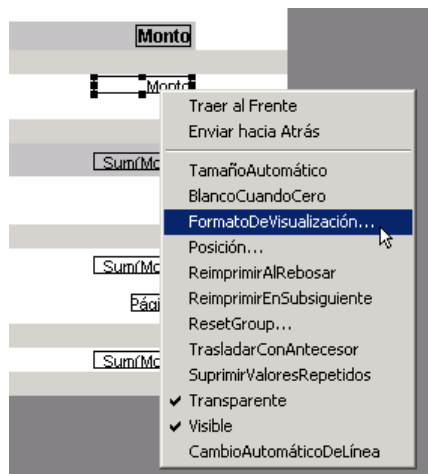 Monto
Monto
Traer al Frente
Enviar hacia Atrás
Sum(Mo
TamañoAutomático
BlancoCuandoCero
FormatoDeVisualización...
Posición...
Sum(Mo
ReimprimirAlRebosar
Pági
ReimprimirEnSubsiguiente
ResetGroup...
TrasladarConAntecesor
Sum(Mo
SuprimirValoresRepetidos
Transparente
Visible
CambioAutomáticoDeLínea